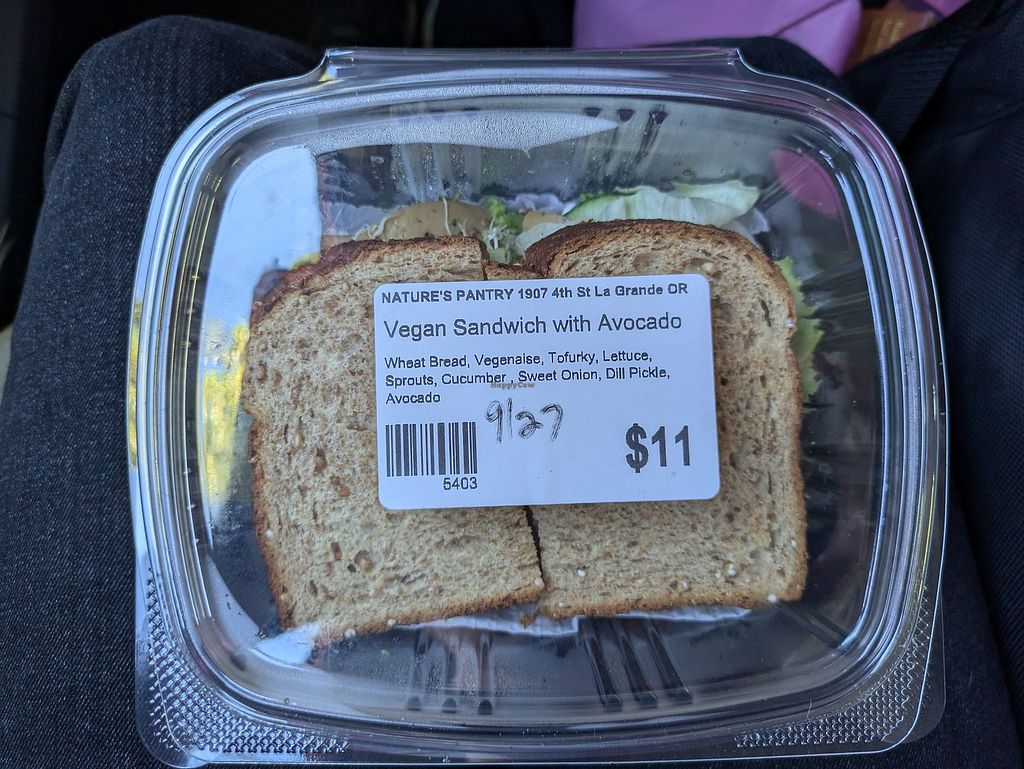 NATURE'S PANTRY 1907 4th St La Grande OR
Vegan Sandwich with Avocado
Wheat Bread, Vegenaise, Tofurky, Lettuce,
Sprouts, Cucumber, Sweet Onion, Dill Pickle,
HappyCow
Avocado
9/27
$11
5403